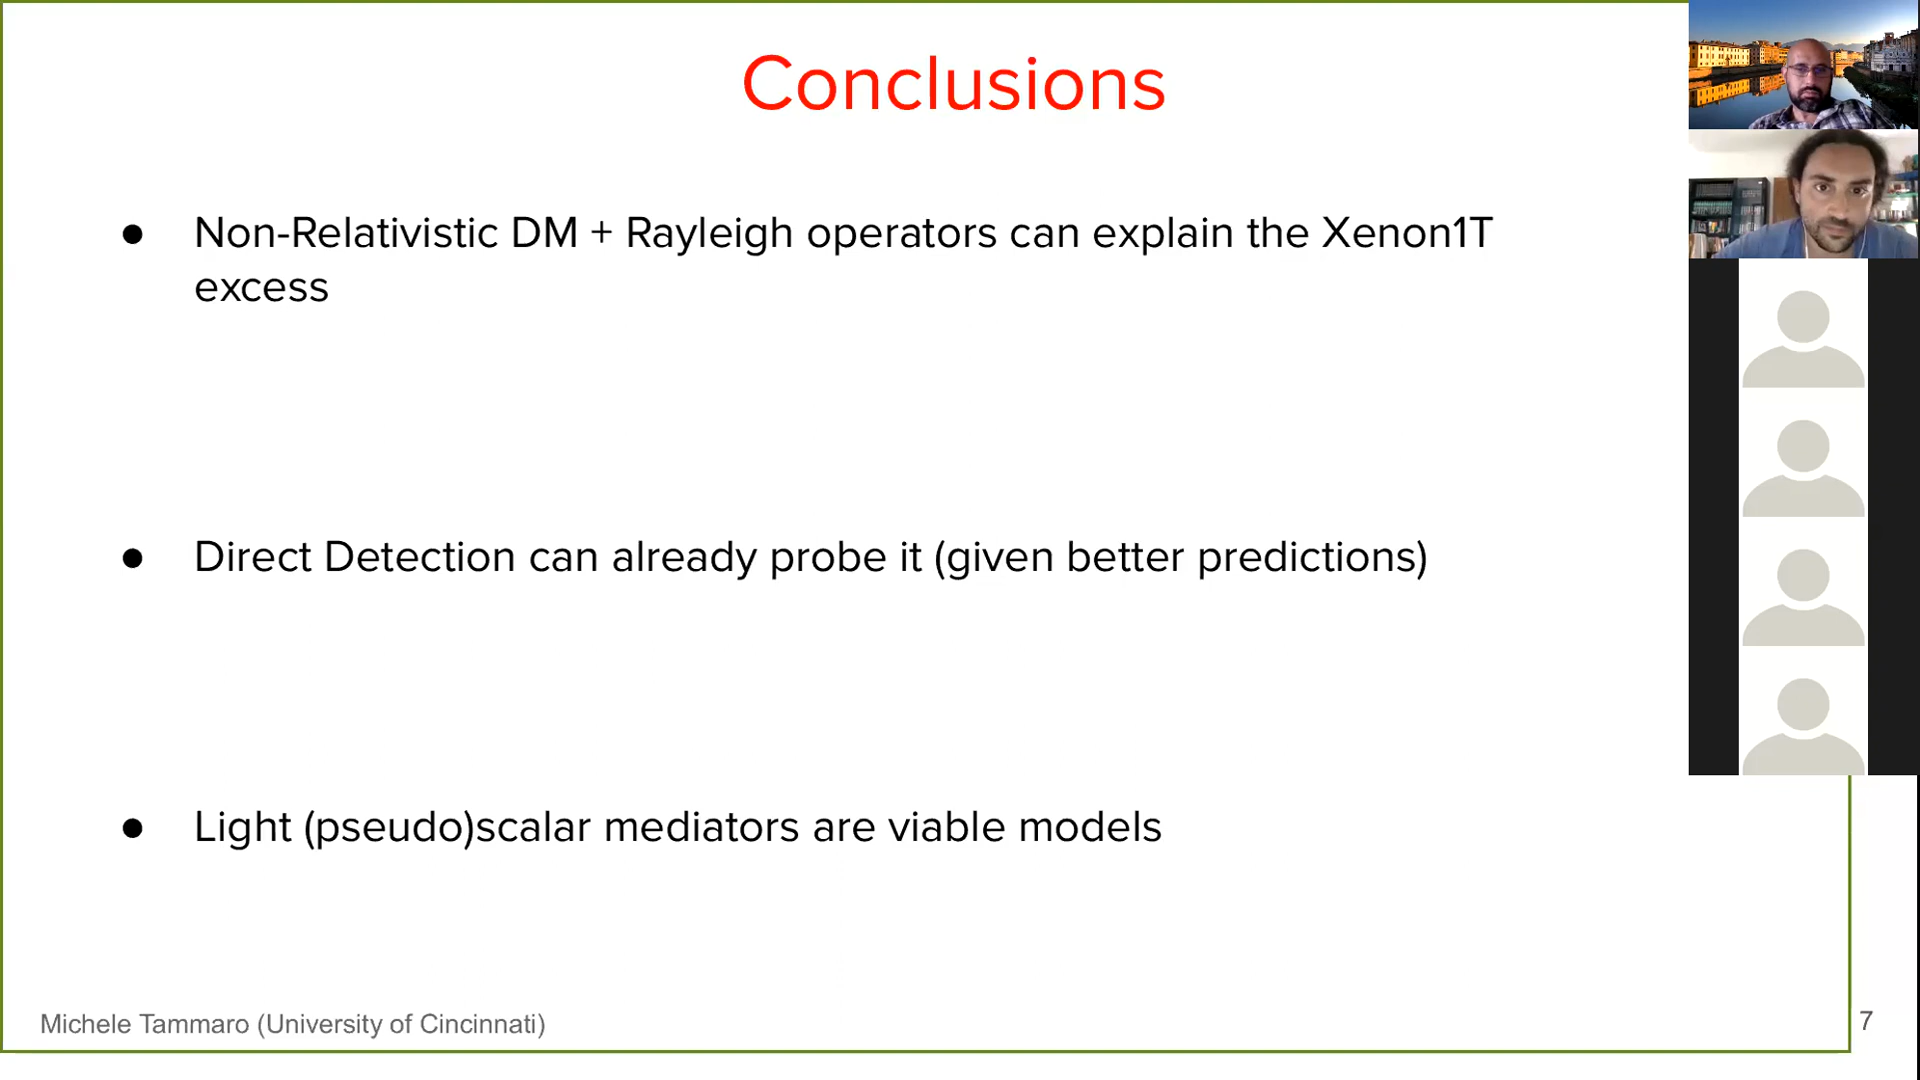 Conclusions
● Non-Relativistic DM + Rayleigh operators can explain the Xenon1T
excess
● Direct Detection can already probe it (given better predictions)
● Light (pseudo)scalar mediators are viable models
Michele Tammaro (University of Cincinnati)
7